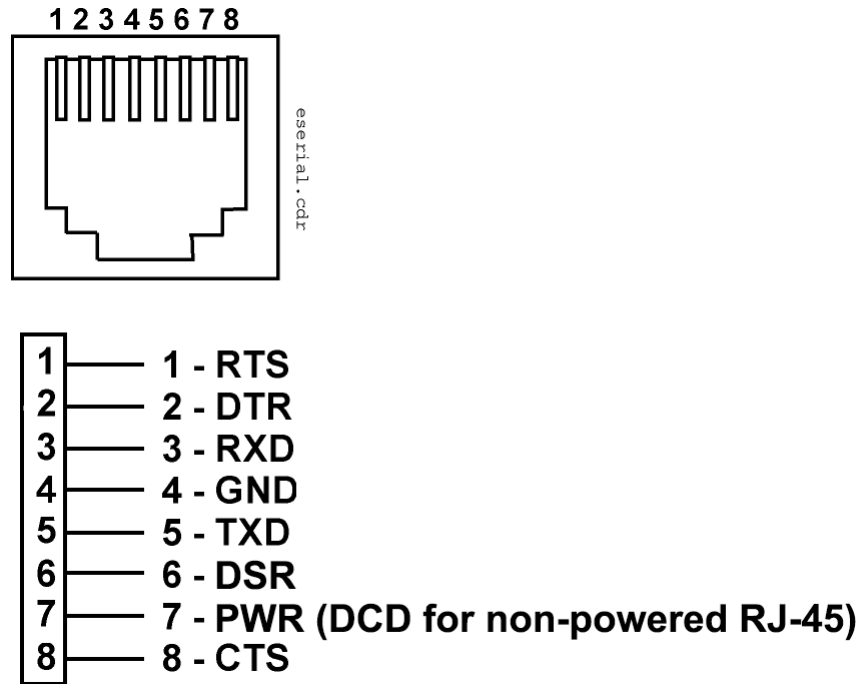 1 2 3 4 5 6 7 8
eserial.cdr
1 1 - RTS
2 2 - DTR
3 3 - RXD
4 4 - GND
5 5 - TXD
6 6 - DSR
7 7 - PWR (DCD for non-powered RJ-45)
8 8 - CTS